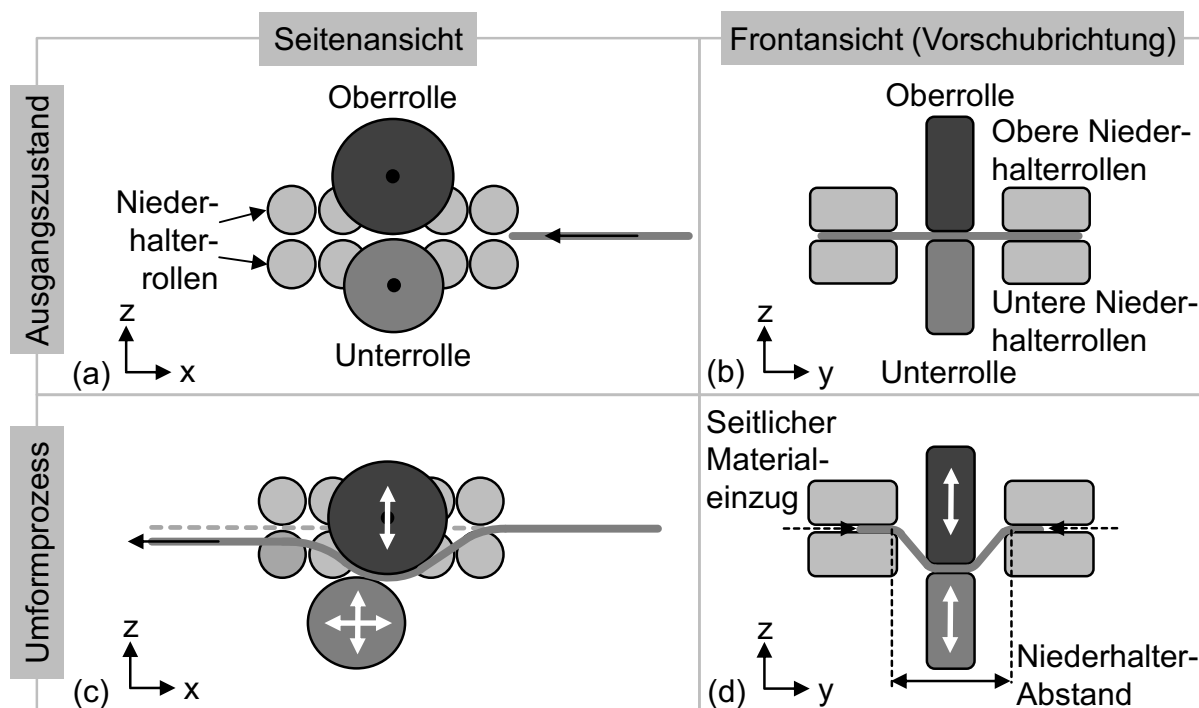 Seitenansicht
Frontansicht (Vorschubrichtung)
Ausgangszustand
Oberrolle
Nieder-
halter-
rollen
Unterrolle
z
x
(a)
Oberrolle
Obere Nieder-
halterrollen
Untere Nieder-
halterrollen
Unterrolle
z
y
(b)
Umformprozess
z
x
(c)
Seitlicher
Material-
einzug
Niederhalter-
Abstand
z
y
(d)